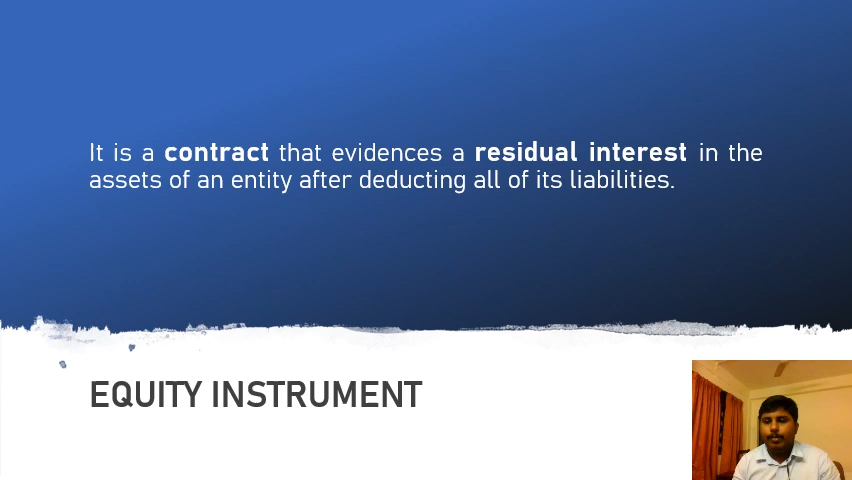 It is a contract that evidences a residual interest in the
assets of an entity after deducting all of its liabilities.
EQUITY INSTRUMENT